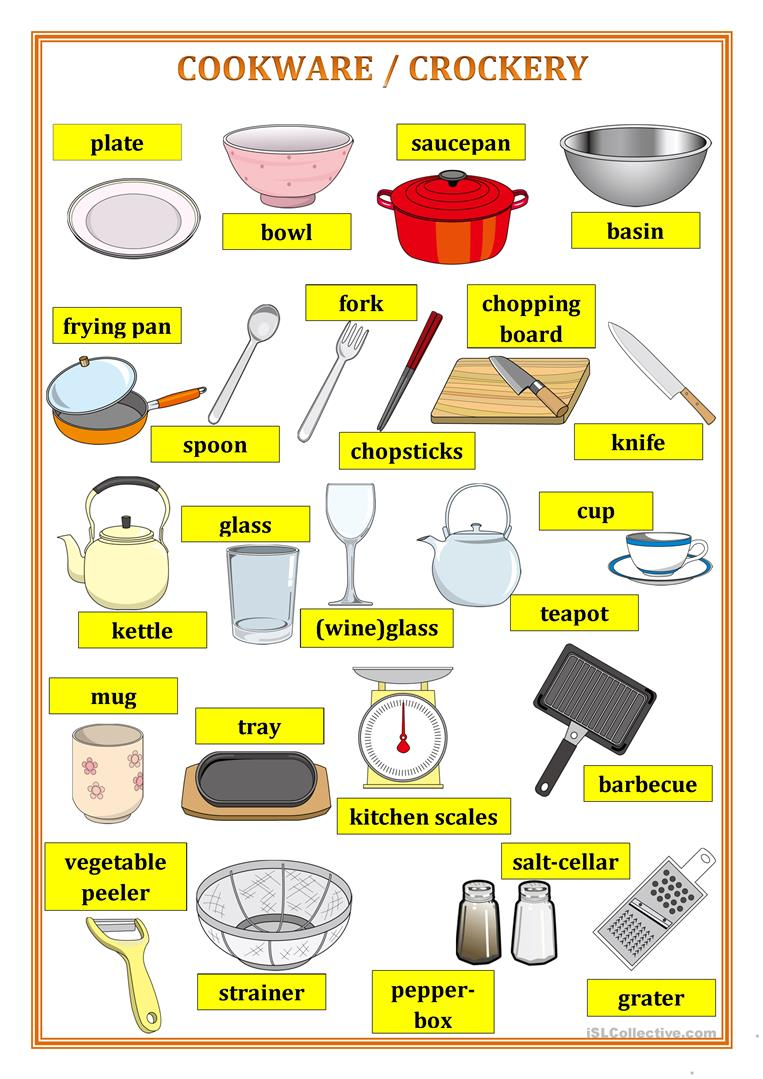 COOKWARE / CROCKERY
plate
bowl
saucepan
basin
frying pan
spoon
fork
chopsticks
chopping
board
knife
kettle
glass
(wine)glass
teapot
cup
mug
tray
kitchen scales
barbecue
vegetable
peeler
strainer
pepper-
box
salt-cellar
grater
iSLCollective.com